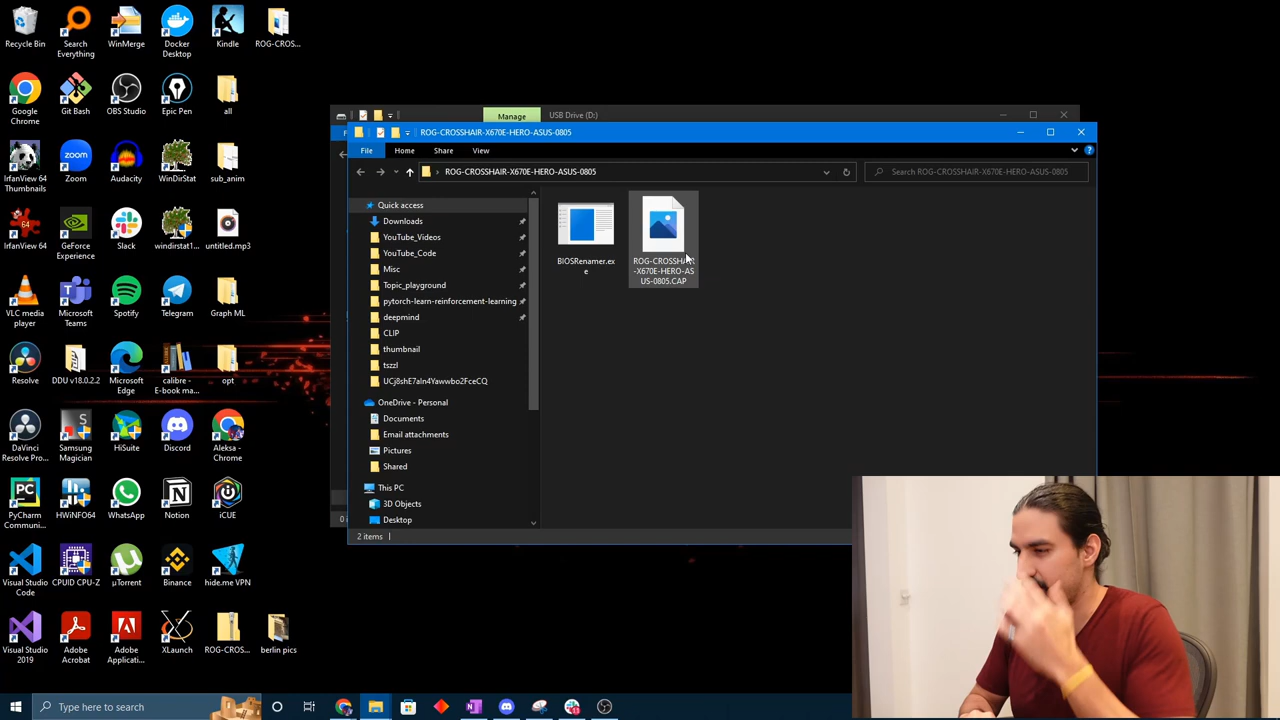 Recycle Bin
Search
Everything
WinMerge
Docker
Desktop
Kindle
ROG-CROS...
Google
Chrome
Git Bash
OBS Studio
Epic Pen
all
IrfanView 64
Thumbnails
Zoom
Audacity
WinDirStat
sub_anim
IrfanView 64
GeForce
Experience
Slack
windirstat1...
untitled.mp3
VLC media
player
Microsoft
Teams
Spotify
Telegram
Graph ML
Resolve
DDU v18.0.2.2
Microsoft
Edge
calibre -
E-book ma...
opt
DaVinci
Resolve Pro...
Samsung
Magician
HiSuite
Discord
Aleksa -
Chrome
PyCharm
Communi...
HWiNFO64
WhatsApp
Notion
iCUE
Visual Studio
Code
CPUID CPU-Z
µTorrent
Binance
hide.me VPN
Visual Studio
2019
Adobe
Acrobat
Adobe
Applicati...
XLaunch
ROG-CROS...
berlin pics
Manage
USB Drive (D:)
ROG-CROSSHAIR-X670E-HERO-ASUS-0805
File
Home
Share
View
ROG-CROSSHAIR-X670E-HERO-ASUS-0805
Search ROG-CROSSHAIR-X670E-HERO-ASUS-0805
Quick access
Downloads
YouTube_Videos
YouTube_Code
Misc
Topic_playground
pytorch-learn-reinforcement-learning
deepmind
CLIP
thumbnail
tszzl
UCj8shE7aIn4Yawwbo2FceCQ
OneDrive - Personal
Documents
Email attachments
Pictures
Shared
This PC
3D Objects
Desktop
BIOSRenamer.ex
e
ROG-CROSSHAIR
-X670E-HERO-AS
US-0805.CAP
2 items
Type here to search